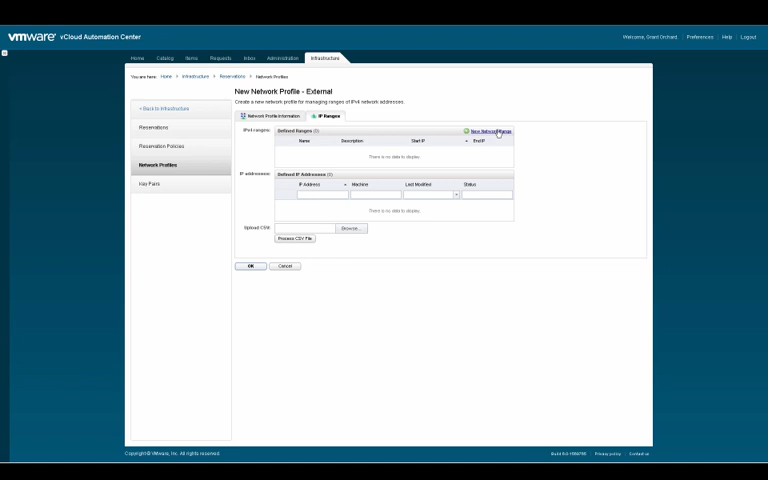 vmware® vCloud Automation Center
Welcome, Grant Orchard Preferences Help Logout
Home Catalog Items Requests Inbox Administration Infrastructure
You are here: Home Infrastructure Reservations Network Profiles
< Back to Infrastructure
Reservations
Reservation Policies
Network Profiles
Key Pairs
New Network Profile - External
Create a new network profile for managing ranges of IPv4 network addresses.
Network Profile Information IP Ranges
IPv4 ranges: Defined Ranges (0) New Network Range
Name Description Start IP End IP
There is no data to display.
IP addresses: Defined IP Addresses (0)
IP Address Machine Last Modified Status
There is no data to display.
Upload CSV: Browse...
Process CSV File
OK Cancel
Copyright © VMware, Inc. All rights reserved.
Privacy policy Contact us